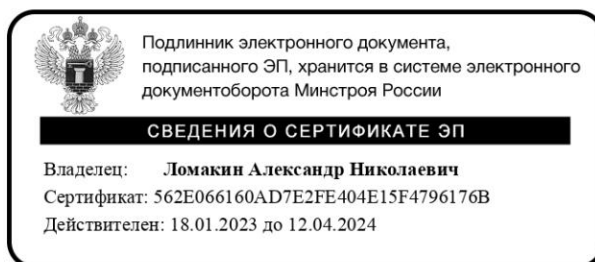 Подлинник электронного документа,
подписанного ЭП, хранится в системе электронного
документоборота Минстроя России
СВЕДЕНИЯ О СЕРТИФИКАТЕ ЭП
Владелец: Ломакин Александр Николаевич
Сертификат: 562E066160AD7E2FE404E15F4796176B
Действителен: 18.01.2023 до 12.04.2024